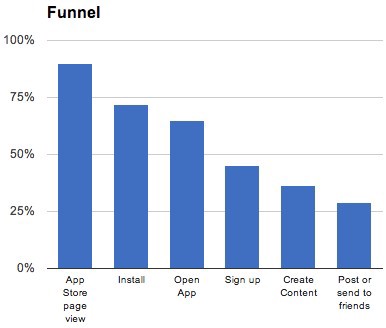 Funnel
100%
75%
50%
25%
0%
App
Store
page
view
Install
Open
App
Sign up
Create
Content
Post or
send to
friends